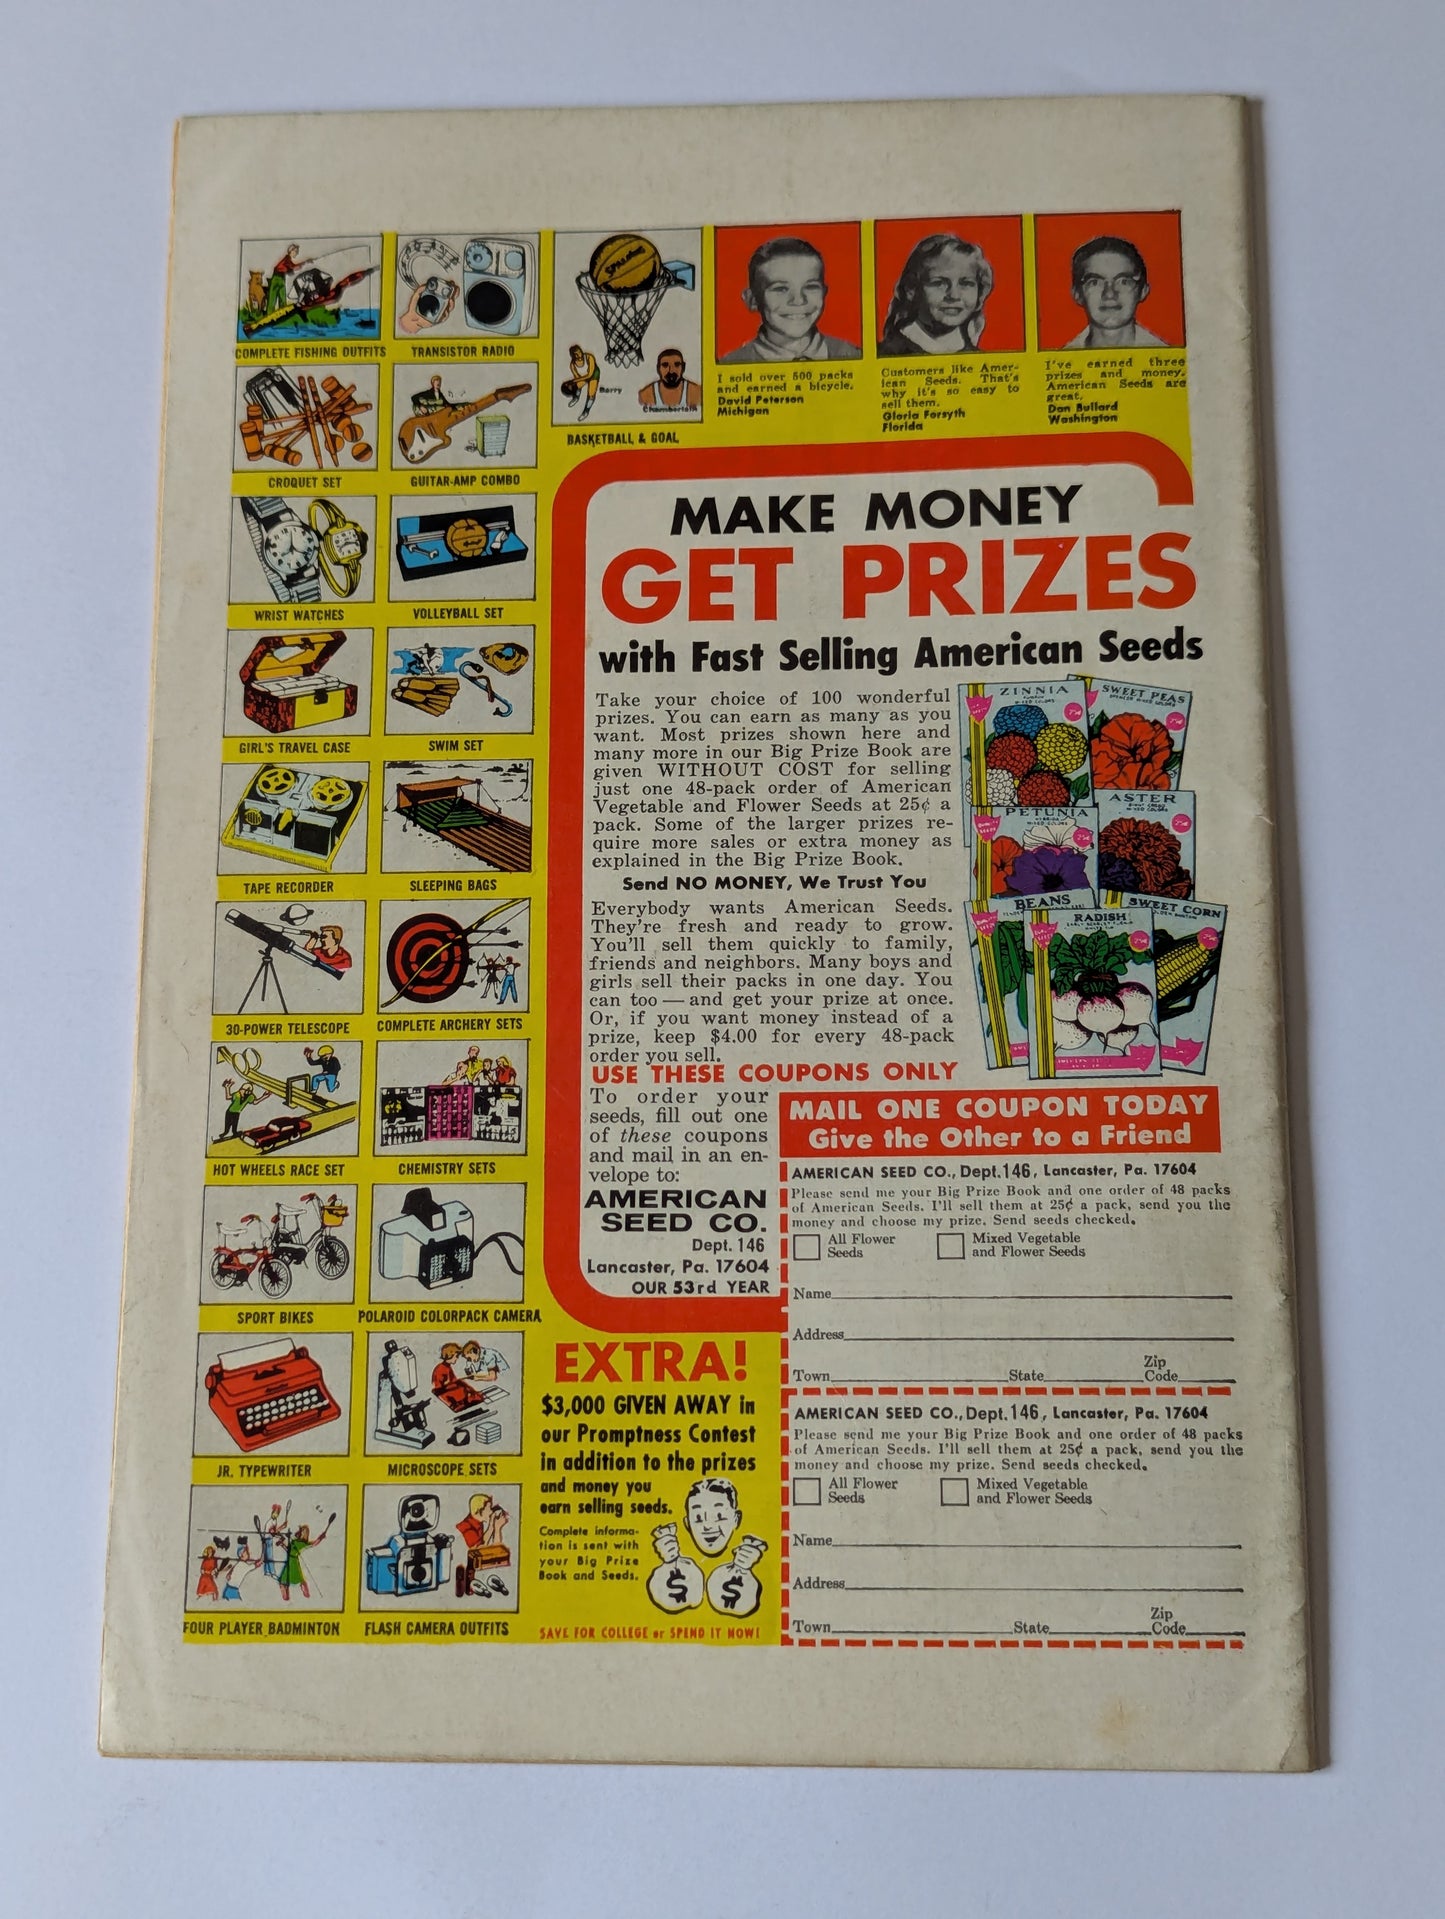 COMPLETE FISHING OUTFITS
TRANSISTOR RADIO
CROQUET SET
GUITAR-AMP COMBO
WRIST WATCHES
VOLLEYBALL SET
GIRL'S TRAVEL CASE
SWIM SET
TAPE RECORDER
SLEEPING BAGS
30-POWER TELESCOPE
COMPLETE ARCHERY SETS
HOT WHEELS RACE SET
CHEMISTRY SETS
SPORT BIKES
POLAROID COLORPACK CAMERA
JR. TYPEWRITER
MICROSCOPE SETS
FOUR PLAYER BADMINTON
FLASH CAMERA OUTFITS
SPALDING
Barry
Chamberlain
BASKETBALL & GOAL
I sold over 500 packs
and earned a bicycle.
David Peterson
Michigan
Customers like Amer-
ican Seeds. That's
why it's so easy to
sell them.
Gloria Forsyth
Florida
I've earned three
prizes and money.
American Seeds are
great.
Dan Bullard
Washington
MAKE MONEY
GET PRIZES
with Fast Selling American Seeds
Take your choice of 100 wonderful
prizes. You can earn as many as you
want. Most prizes shown here and
many more in our Big Prize Book are
given WITHOUT COST for selling
just one 48-pack order of American
Vegetable and Flower Seeds at 25¢ a
pack. Some of the larger prizes re-
quire more sales or extra money as
explained in the Big Prize Book.
Send NO MONEY, We Trust You
Everybody wants American Seeds.
They're fresh and ready to grow.
You'll sell them quickly to family,
friends and neighbors. Many boys and
girls sell their packs in one day. You
can too — and get your prize at once.
Or, if you want money instead of a
prize, keep $4.00 for every 48-pack
order you sell.
ZINNIA
MIXED COLORS
25¢
SWEET PEAS
MIXED COLORS
25¢
PETUNIA
MIXED COLORS
25¢
ASTER
MIXED COLORS
25¢
BEANS
RADISH
25¢
SWEET CORN
25¢
USE THESE COUPONS ONLY
To order your
seeds, fill out one
of these coupons
and mail in an en-
velope to:
AMERICAN
SEED CO.
Dept. 146
Lancaster, Pa. 17604
OUR 53rd YEAR
MAIL ONE COUPON TODAY
Give the Other to a Friend
AMERICAN SEED CO., Dept. 146, Lancaster, Pa. 17604
Please send me your Big Prize Book and one order of 48 packs
of American Seeds. I'll sell them at 25¢ a pack, send you the
money and choose my prize. Send seeds checked.
All Flower
Seeds
Mixed Vegetable
and Flower Seeds
Name
Address
Town State Zip Code
AMERICAN SEED CO., Dept. 146, Lancaster, Pa. 17604
Please send me your Big Prize Book and one order of 48 packs
of American Seeds. I'll sell them at 25¢ a pack, send you the
money and choose my prize. Send seeds checked.
All Flower
Seeds
Mixed Vegetable
and Flower Seeds
Name
Address
Town State Zip Code
EXTRA!
$3,000 GIVEN AWAY in
our Promptness Contest
in addition to the prizes
and money you
earn selling seeds.
Complete informa-
tion is sent with
your Big Prize
Book and Seeds.
$ $
SAVE FOR COLLEGE or SPEND IT NOW!